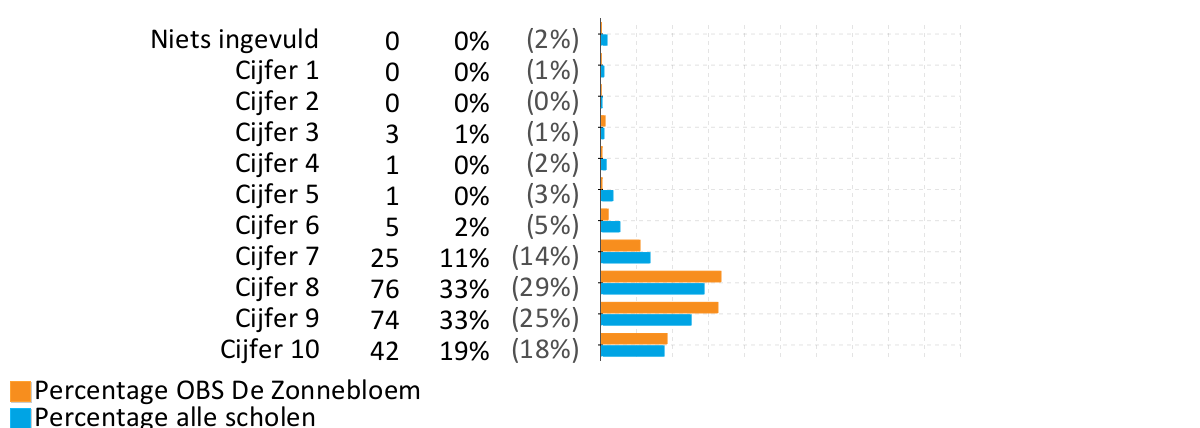 Niets ingevuld 0 0% (2%)
Cijfer 1 0 0% (1%)
Cijfer 2 0 0% (0%)
Cijfer 3 3 1% (1%)
Cijfer 4 1 0% (2%)
Cijfer 5 1 0% (3%)
Cijfer 6 5 2% (5%)
Cijfer 7 25 11% (14%)
Cijfer 8 76 33% (29%)
Cijfer 9 74 33% (25%)
Cijfer 10 42 19% (18%)
Percentage OBS De Zonnebloem
Percentage alle scholen